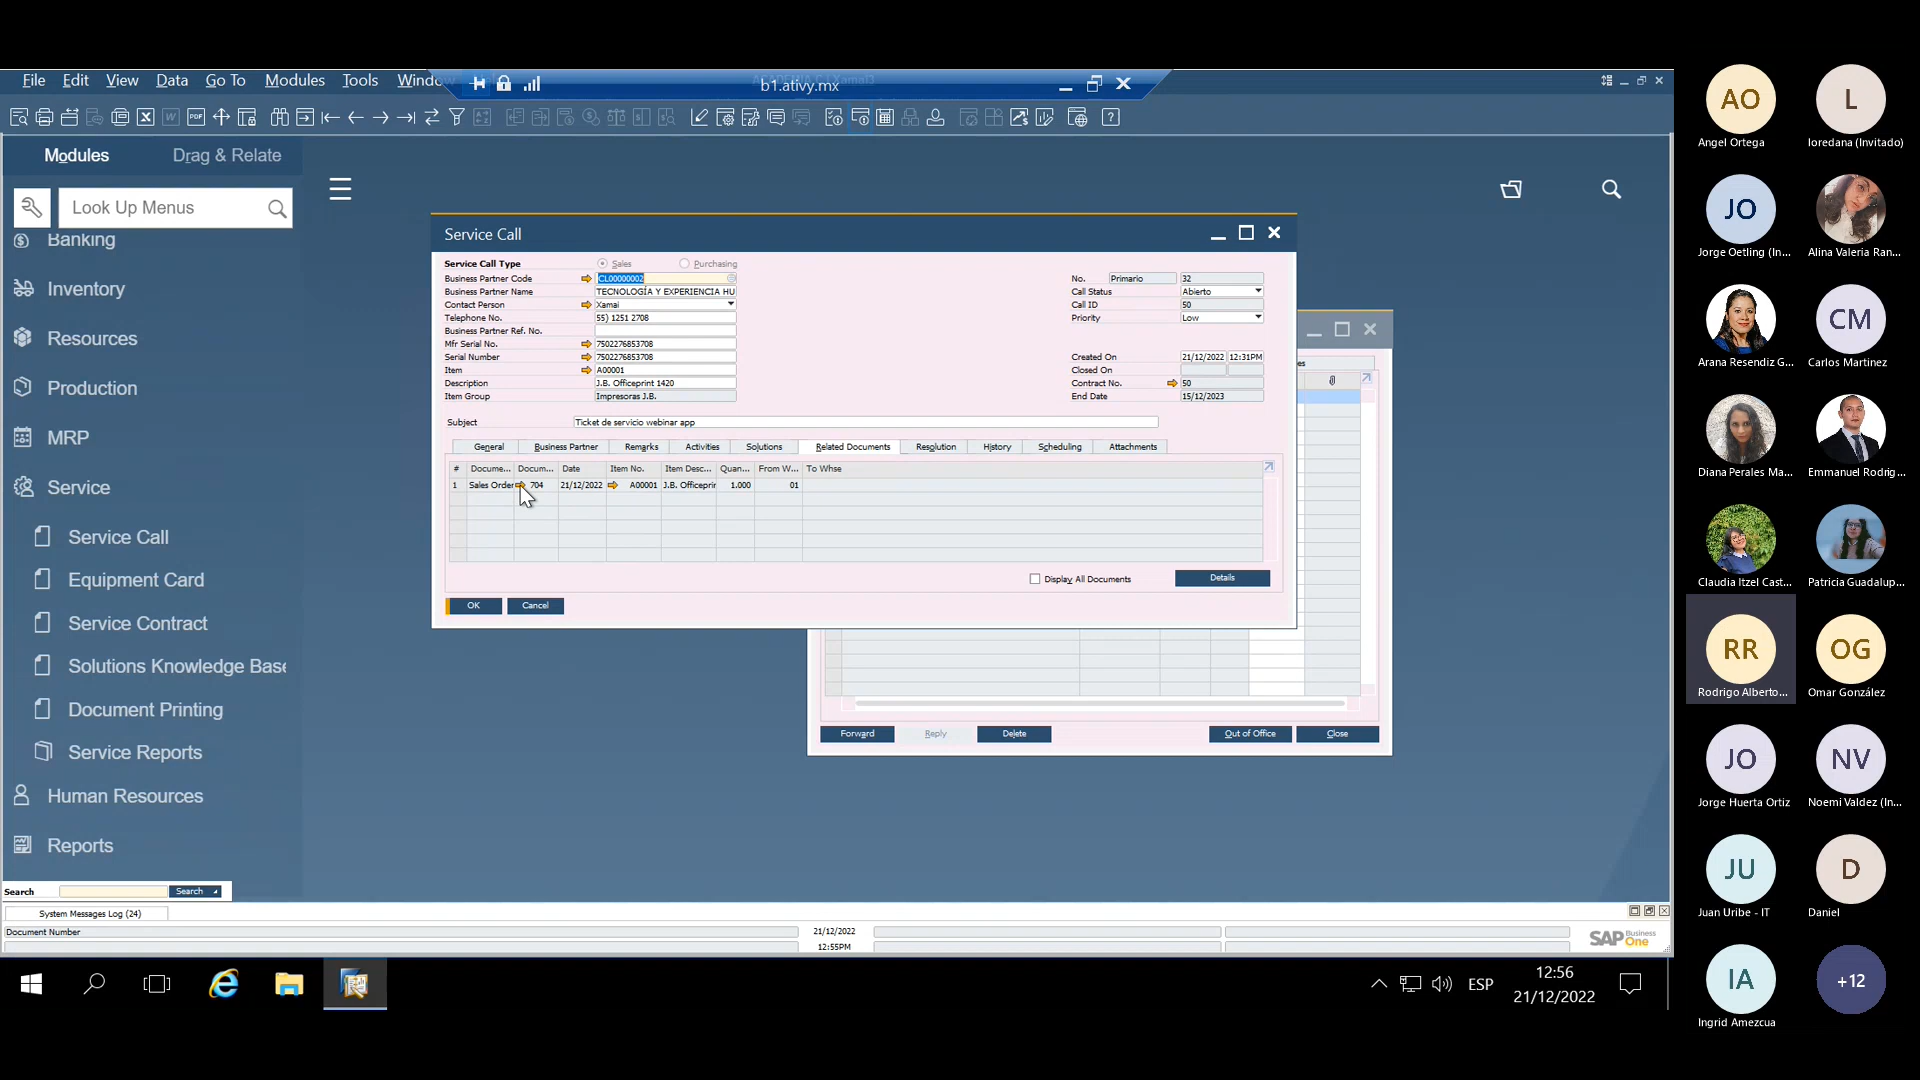 File Edit View Data Go To Modules Tools
b1.ativy.mx
Modules Drag & Relate
Look Up Menus
Banking
Inventory
Resources
Production
MRP
Service
Service Call
Equipment Card
Service Contract
Solutions Knowledge Base
Document Printing
Service Reports
Human Resources
Reports
Search Search
System Messages Log (24)
Document Number
21/12/2022
12:55PM
SAP Business One
Service Call
Service Call Type Sales Purchasing
Business Partner Code CL00000002
Business Partner Name TECNOLOGÍA Y EXPERIENCIA HU
Contact Person Xamai
Telephone No. 55) 1251 2708
Business Partner Ref. No.
Mfr Serial No. 7502276853708
Serial Number 7502276853708
Item A00001
Description J.B. Officeprint 1420
Item Group Impresoras J.B.
No. Primario 32
Call Status Abierto
Call ID 50
Priority Low
Created On 21/12/2022 12:31PM
Closed On
Contract No. 50
End Date 15/12/2023
Subject Ticket de servicio webinar app
General Business Partner Remarks Activities Solutions Related Documents Resolution History Scheduling Attachments
# Docume... Docum... Date Item No. Item Desc... Quan... From W... To Whse
1 Sales Order 704 21/12/2022 A00001 J.B. Officeprir 1.000 01
Display All Documents Details
OK Cancel
es
Forward Reply Delete Out of Office Close
ESP
12:56
21/12/2022
AO
Angel Ortega
L
loredana (Invitado)
JO
Jorge Oetling (In...
Alina Valeria Ran...
Arana Resendiz G...
CM
Carlos Martinez
Diana Perales Ma...
Emmanuel Rodrig...
Claudia Itzel Cast...
Patricia Guadalup...
RR
Rodrigo Alberto...
OG
Omar González
JO
Jorge Huerta Ortiz
NV
Noemi Valdez (In...
JU
Juan Uribe - IT
D
Daniel
IA
Ingrid Amezcua
+12